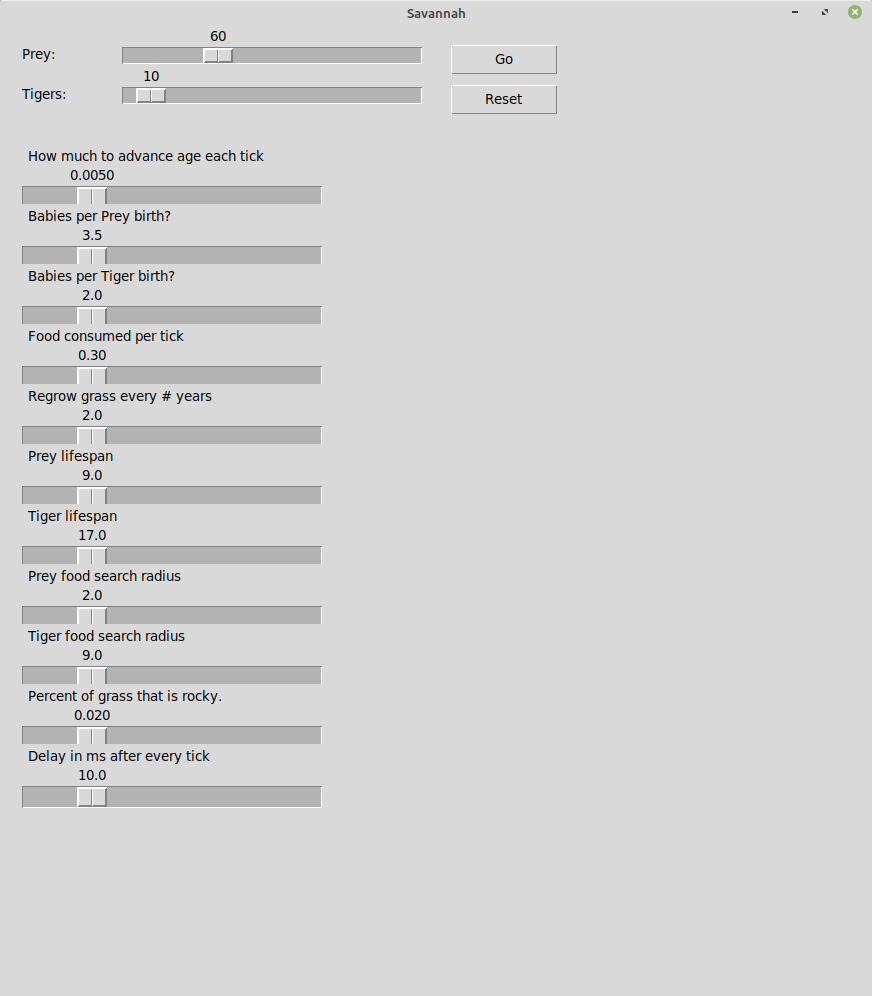 Savannah
60
Prey:
Go
10
Tigers:
Reset
How much to advance age each tick
0.0050
Babies per Prey birth?
3.5
Babies per Tiger birth?
2.0
Food consumed per tick
0.30
Regrow grass every # years
2.0
Prey lifespan
9.0
Tiger lifespan
17.0
Prey food search radius
2.0
Tiger food search radius
9.0
Percent of grass that is rocky.
0.020
Delay in ms after every tick
10.0